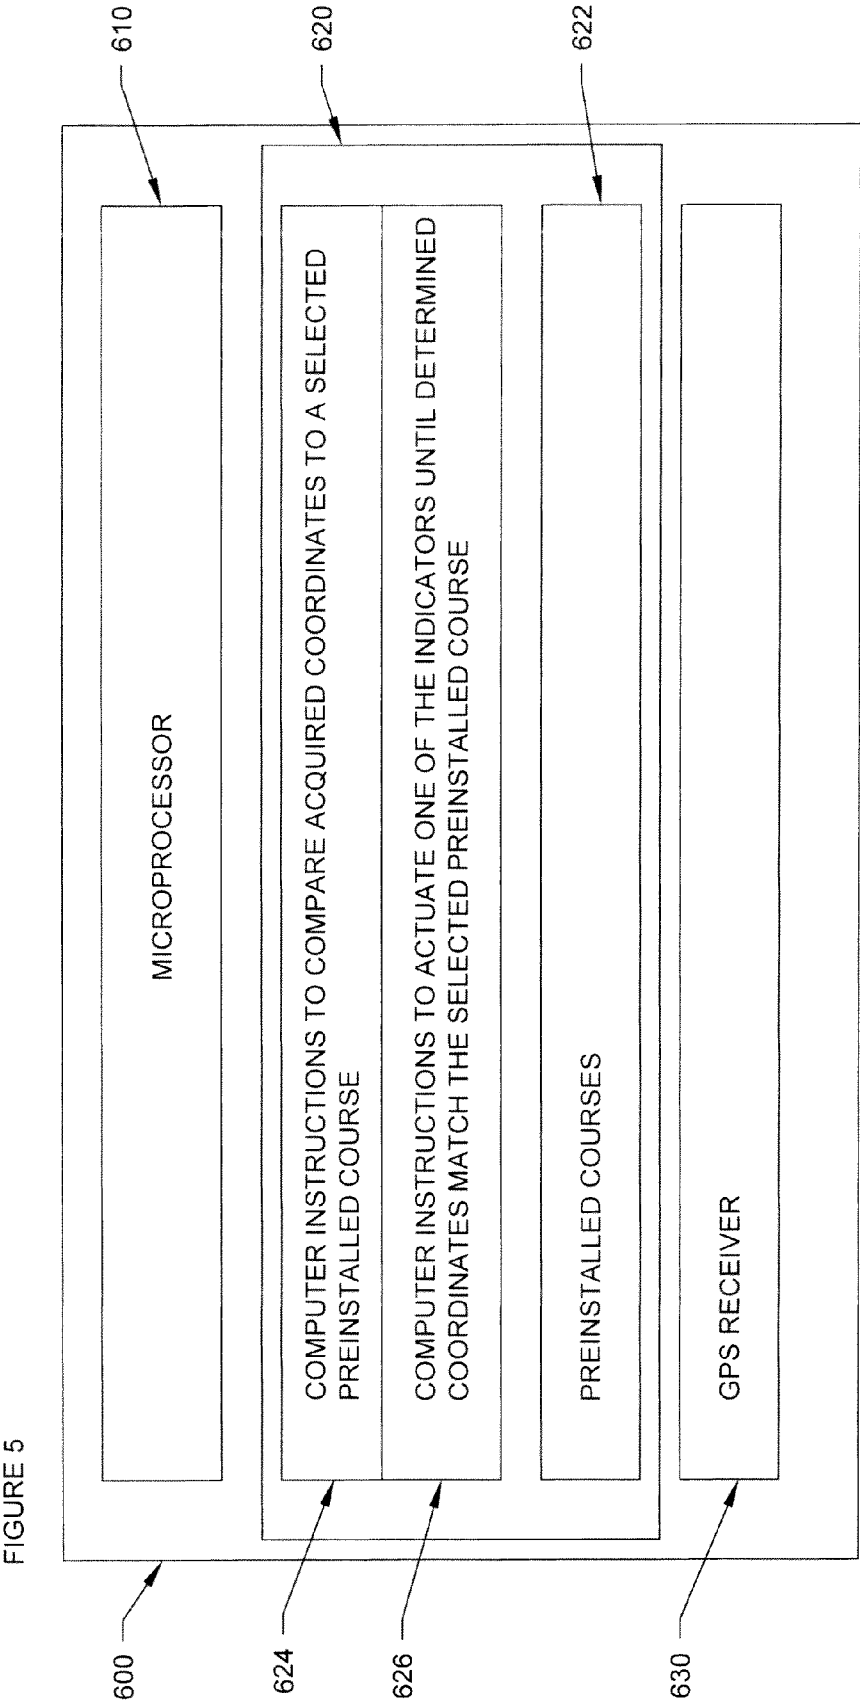 FIGURE 5
600
610
MICROPROCESSOR
620
624
COMPUTER INSTRUCTIONS TO COMPARE ACQUIRED COORDINATES TO A SELECTED
PREINSTALLED COURSE
626
COMPUTER INSTRUCTIONS TO ACTUATE ONE OF THE INDICATORS UNTIL DETERMINED
COORDINATES MATCH THE SELECTED PREINSTALLED COURSE
622
PREINSTALLED COURSES
630
GPS RECEIVER